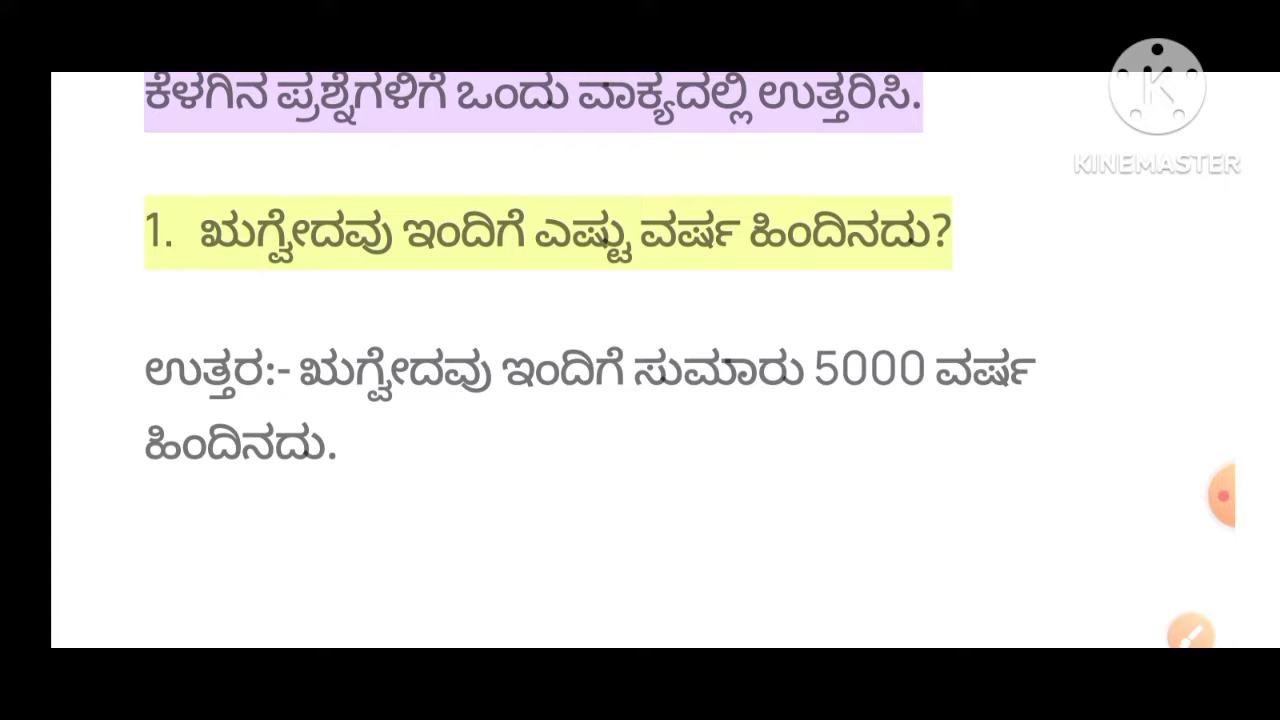 ಕೆಳಗಿನ ಪ್ರಶ್ನೆಗಳಿಗೆ ಒಂದು ವಾಕ್ಯದಲ್ಲಿ ಉತ್ತರಿಸಿ.
KINEMASTER
1. ಋಗ್ವೇದವು ಇಂದಿಗೆ ಎಷ್ಟು ವರ್ಷ ಹಿಂದಿನದು?
ಉತ್ತರ:- ಋಗ್ವೇದವು ಇಂದಿಗೆ ಸುಮಾರು 5000 ವರ್ಷ
ಹಿಂದಿನದು.